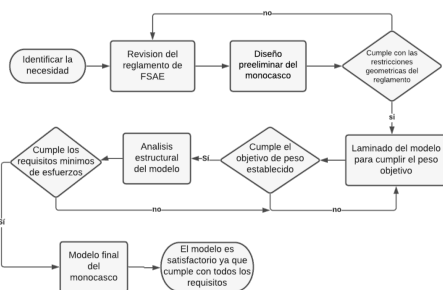 no
Identificar la
necesidad
Revision del
reglamento de
FSAE
Diseño
preeliminar del
monocasco
Cumple con las
restricciones
geometricas del
reglamento
sí
Cumple los
requisitos minimos
de esfuerzos
Analisis
estructural
del modelo
Sí
Cumple el
objetivo de peso
establecido
Laminado del modelo
para cumplir el peso
objetivo
no
no
sí
Modelo final
del
monocasco
El modelo es
satisfactorio ya que
cumple con todos los
requisitos